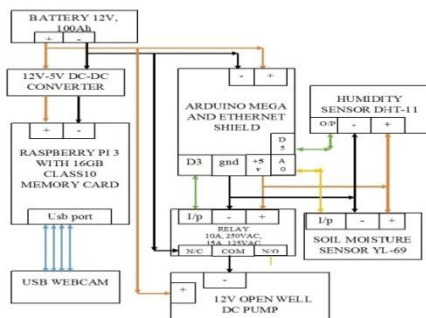 BATTERY 12V,
100Ah
+ -
12V-5V DC-DC
CONVERTER
+ -
RASPBERRY PI 3
WITH 16GB
CLASS10
MEMORY CARD
Usb port
USB WEBCAM
- +
ARDUINO MEGA
AND ETHERNET
SHIELD
D
5
D3 gnd +5
v
A
0
HUMIDITY
SENSOR DHT-11
O/P - +
I/p - +
RELAY
10A, 250VAC,
15A, 125VAC
N/C COM N/O
I/p - +
SOIL MOISTURE
SENSOR YL-69
-
+
12V OPEN WELL
DC PUMP